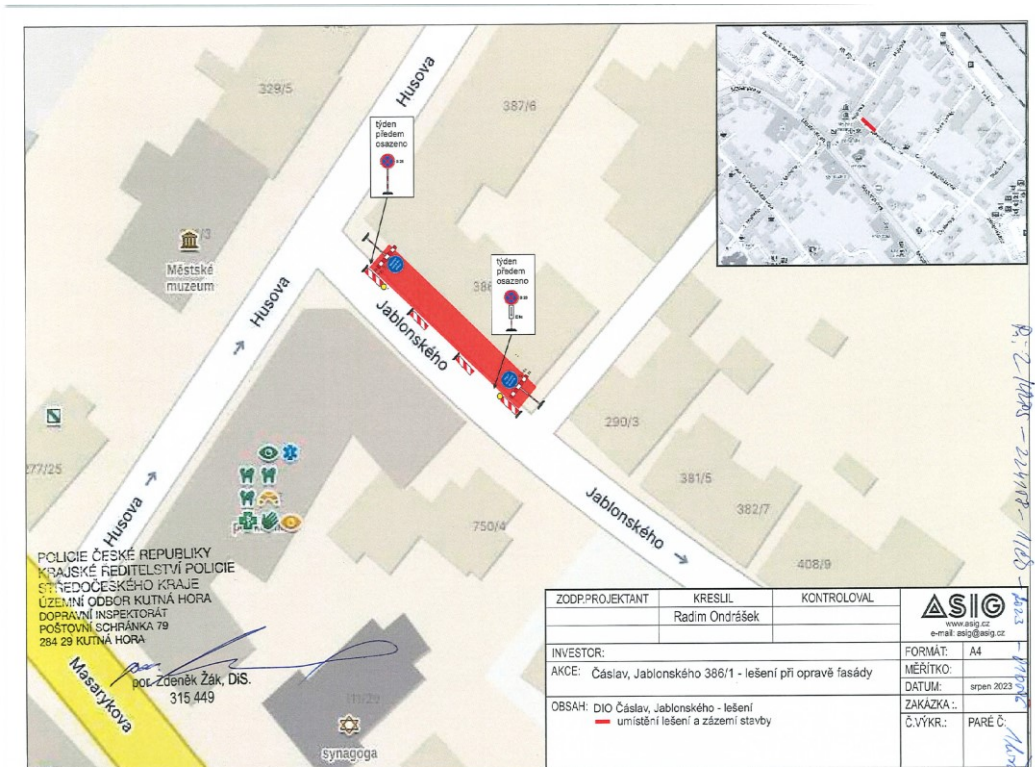 329/5
Husova
387/6
týden
předem
osazeno
Městské
muzeum
týden
předem
osazeno
Husova
Jablonského
290/3
277/25
381/5
382/7
Husova
750/4
Jablonského
408/9
POLICIE ČESKÉ REPUBLIKY
KRAJSKÉ ŘEDITELSTVÍ POLICIE
STŘEDOČESKÉHO KRAJE
ÚZEMNÍ ODBOR KUTNÁ HORA
DOPRAVNÍ INSPEKTORÁT
POŠTOVNÍ SCHRÁNKA 79
284 29 KUTNÁ HORA
por. Zdeněk Žák, DiS.
315 449
Masarykova
synagoga
ZODP.PROJEKTANT KRESLIL KONTROLOVAL
Radim Ondrášek
ASIG
www.asig.cz
e-mail: asig@asig.cz
INVESTOR:
AKCE: Čáslav, Jablonského 386/1 - lešení při opravě fasády
OBSAH: DIO Čáslav, Jablonského - lešení
umístění lešení a zázemí stavby
FORMÁT: A4
MĚŘÍTKO:
DATUM: srpen 2023
ZAKÁZKA :.
Č.VÝKR.: PARÉ Č.